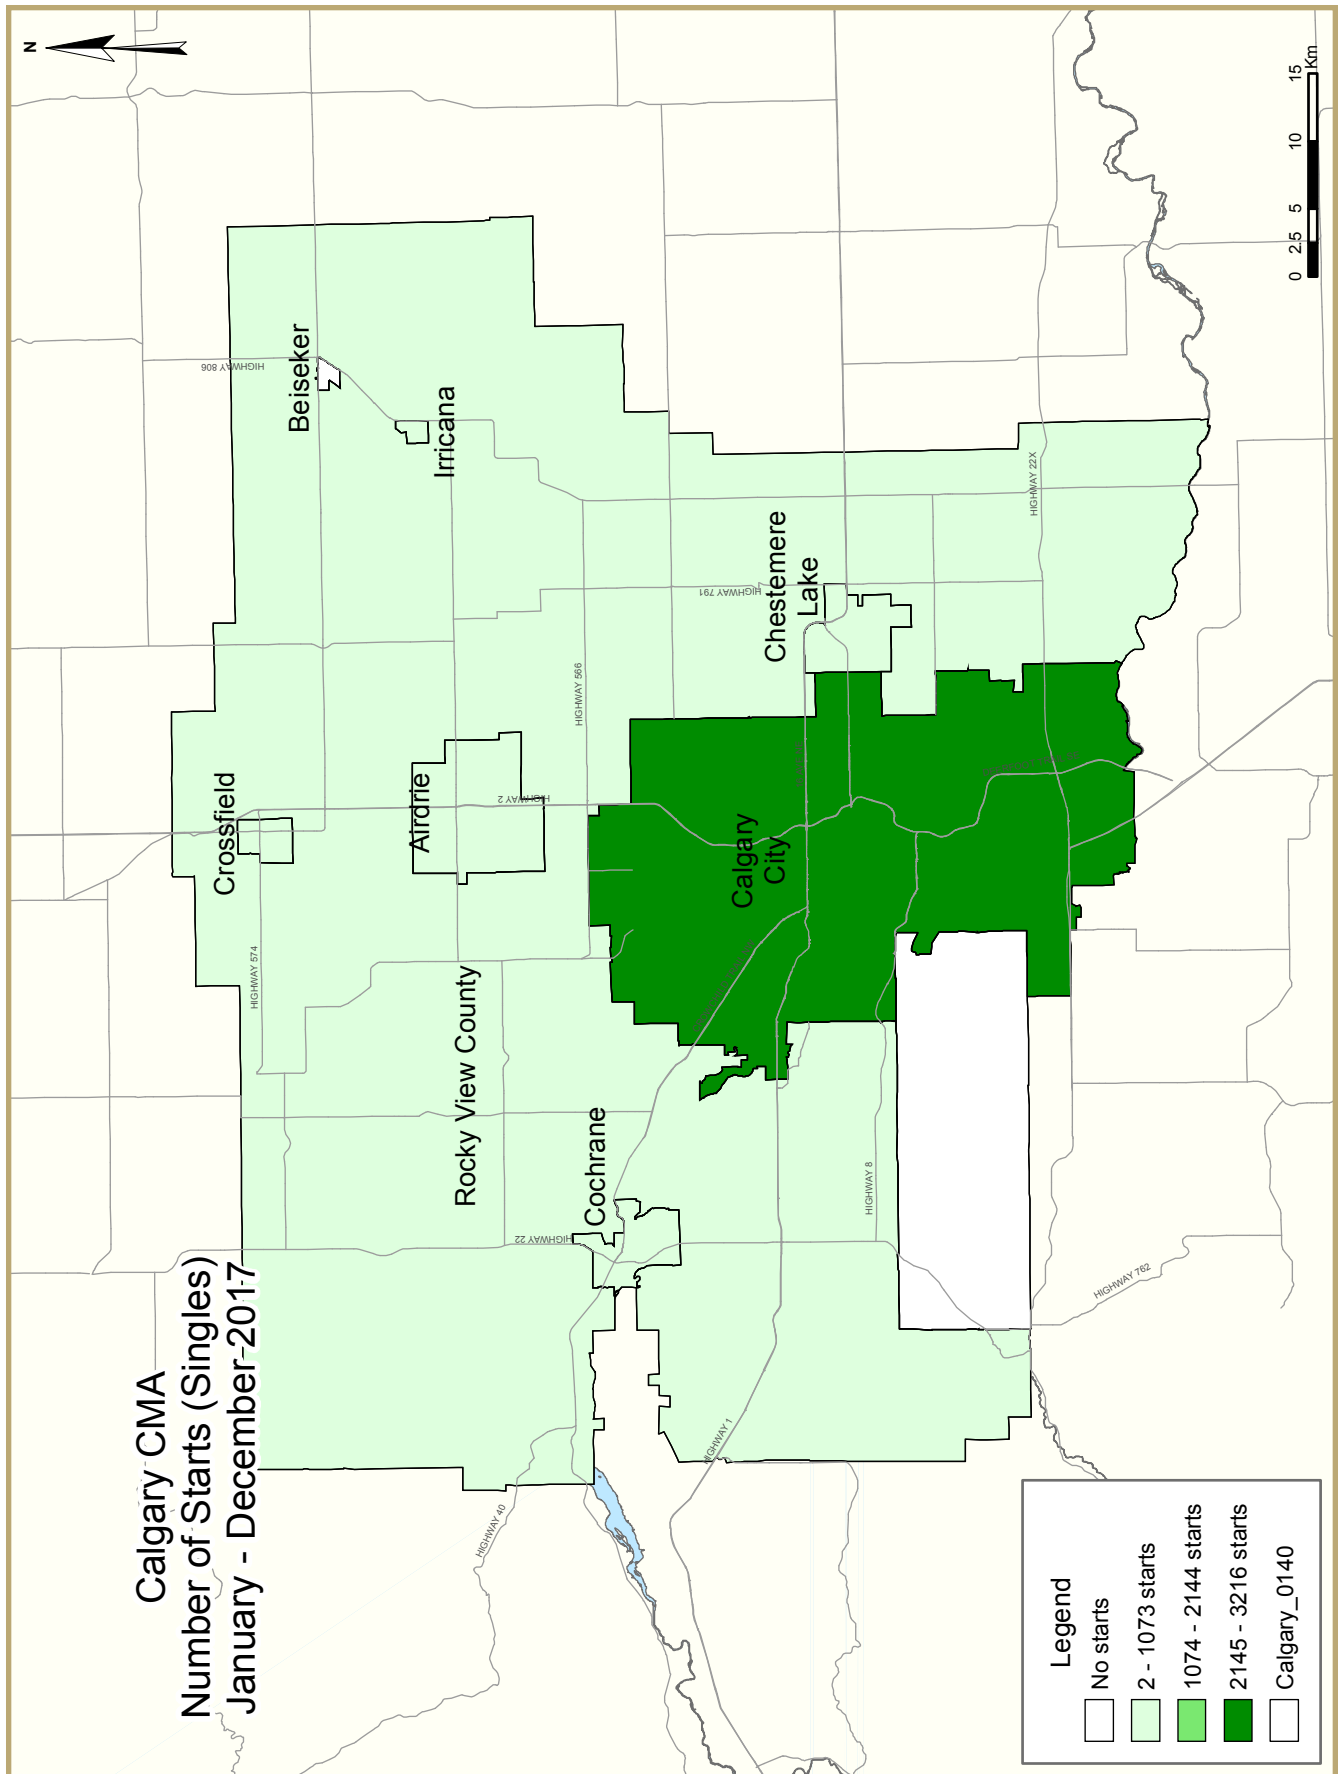 Calgary CMA
Number of Starts (Singles)
January - December 2017
N
HIGHWAY 806
Beiseker
Irricana
Crossfield
HIGHWAY 574
Airdrie
HIGHWAY 2
HIGHWAY 566
HIGHWAY 791
Chestemere
Lake
HIGHWAY 22X
Rocky View County
Calgary
City
Cochrane
HIGHWAY 22
HIGHWAY 8
HIGHWAY 1
HIGHWAY 40
HIGHWAY 762
Legend
No starts
2 - 1073 starts
1074 - 2144 starts
2145 - 3216 starts
Calgary_0140
0 2.5 5 10 15
Km